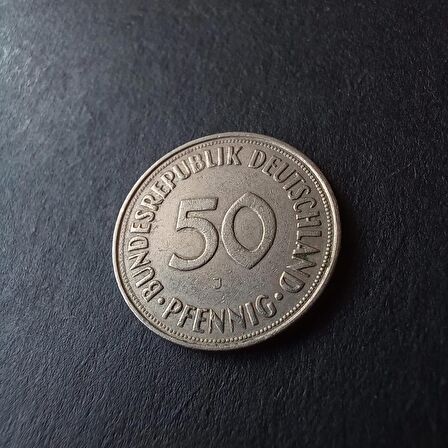 BUNDESREPUBLIK DEUTSCHLAND
50
J
· PFENNIG ·